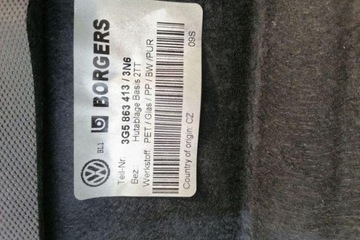 BORGERS
B11
Teil-Nr. 3G5 863 413 / 3N6
Bez Hutablage Basis 2TT
Werkstoff: PET / Glas / PP / BW / PUR
Country of origin: CZ
09S